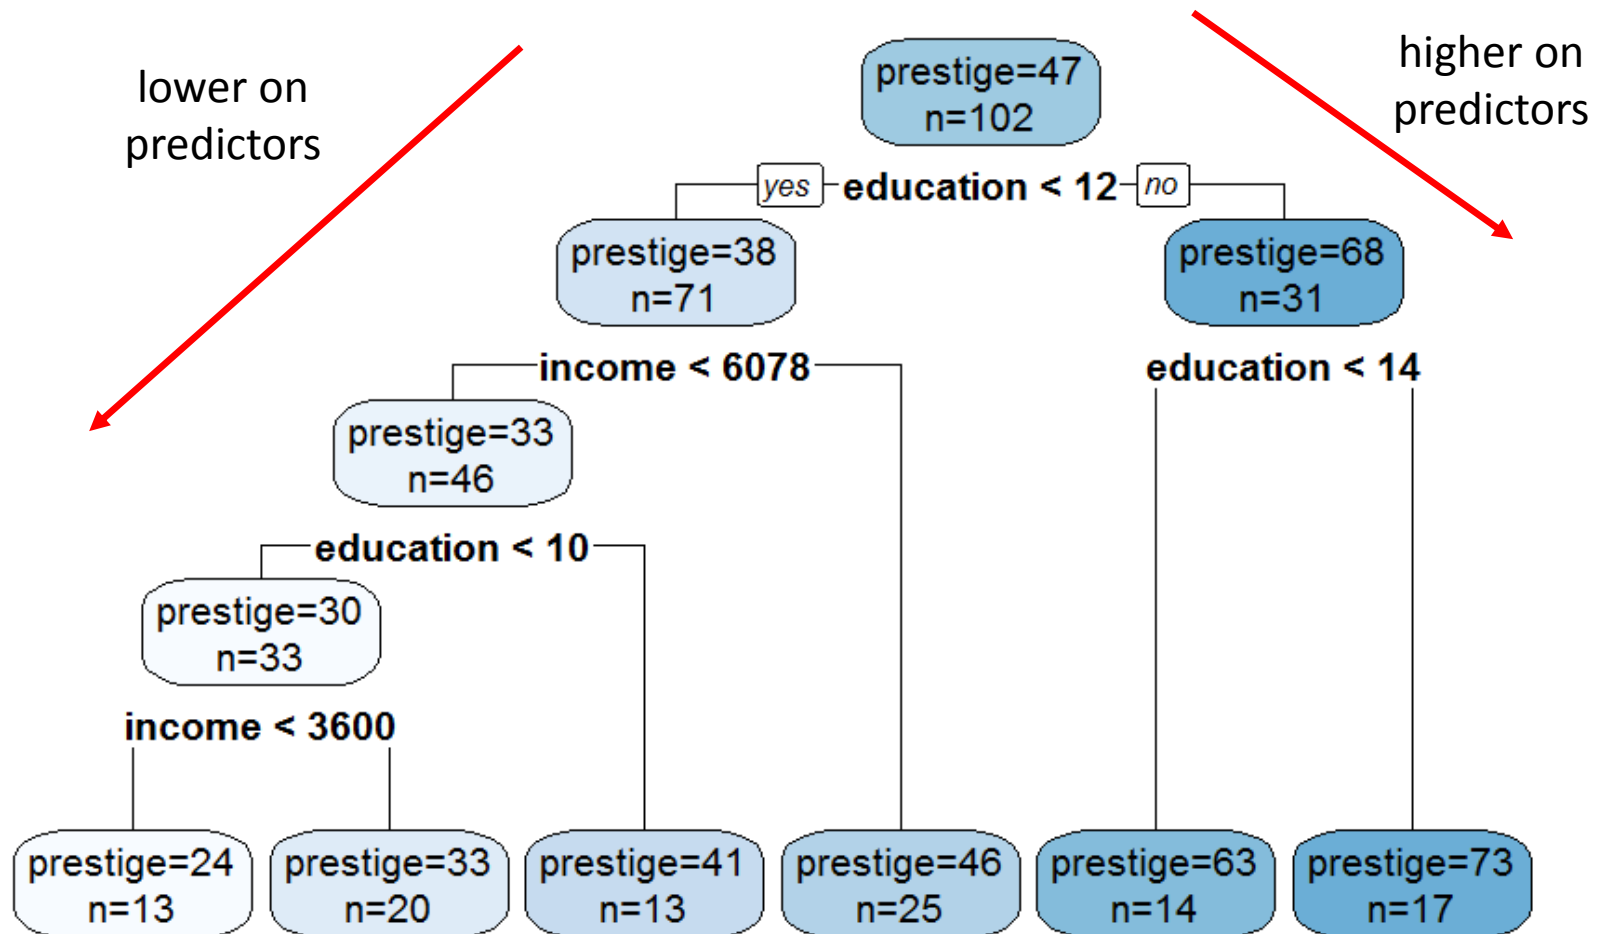 lower on
predictors
higher on
predictors
prestige=47
n=102
yes education < 12 no
prestige=38
n=71
prestige=68
n=31
income < 6078
education < 14
prestige=33
n=46
education < 10
prestige=30
n=33
income < 3600
prestige=24
n=13
prestige=33
n=20
prestige=41
n=13
prestige=46
n=25
prestige=63
n=14
prestige=73
n=17